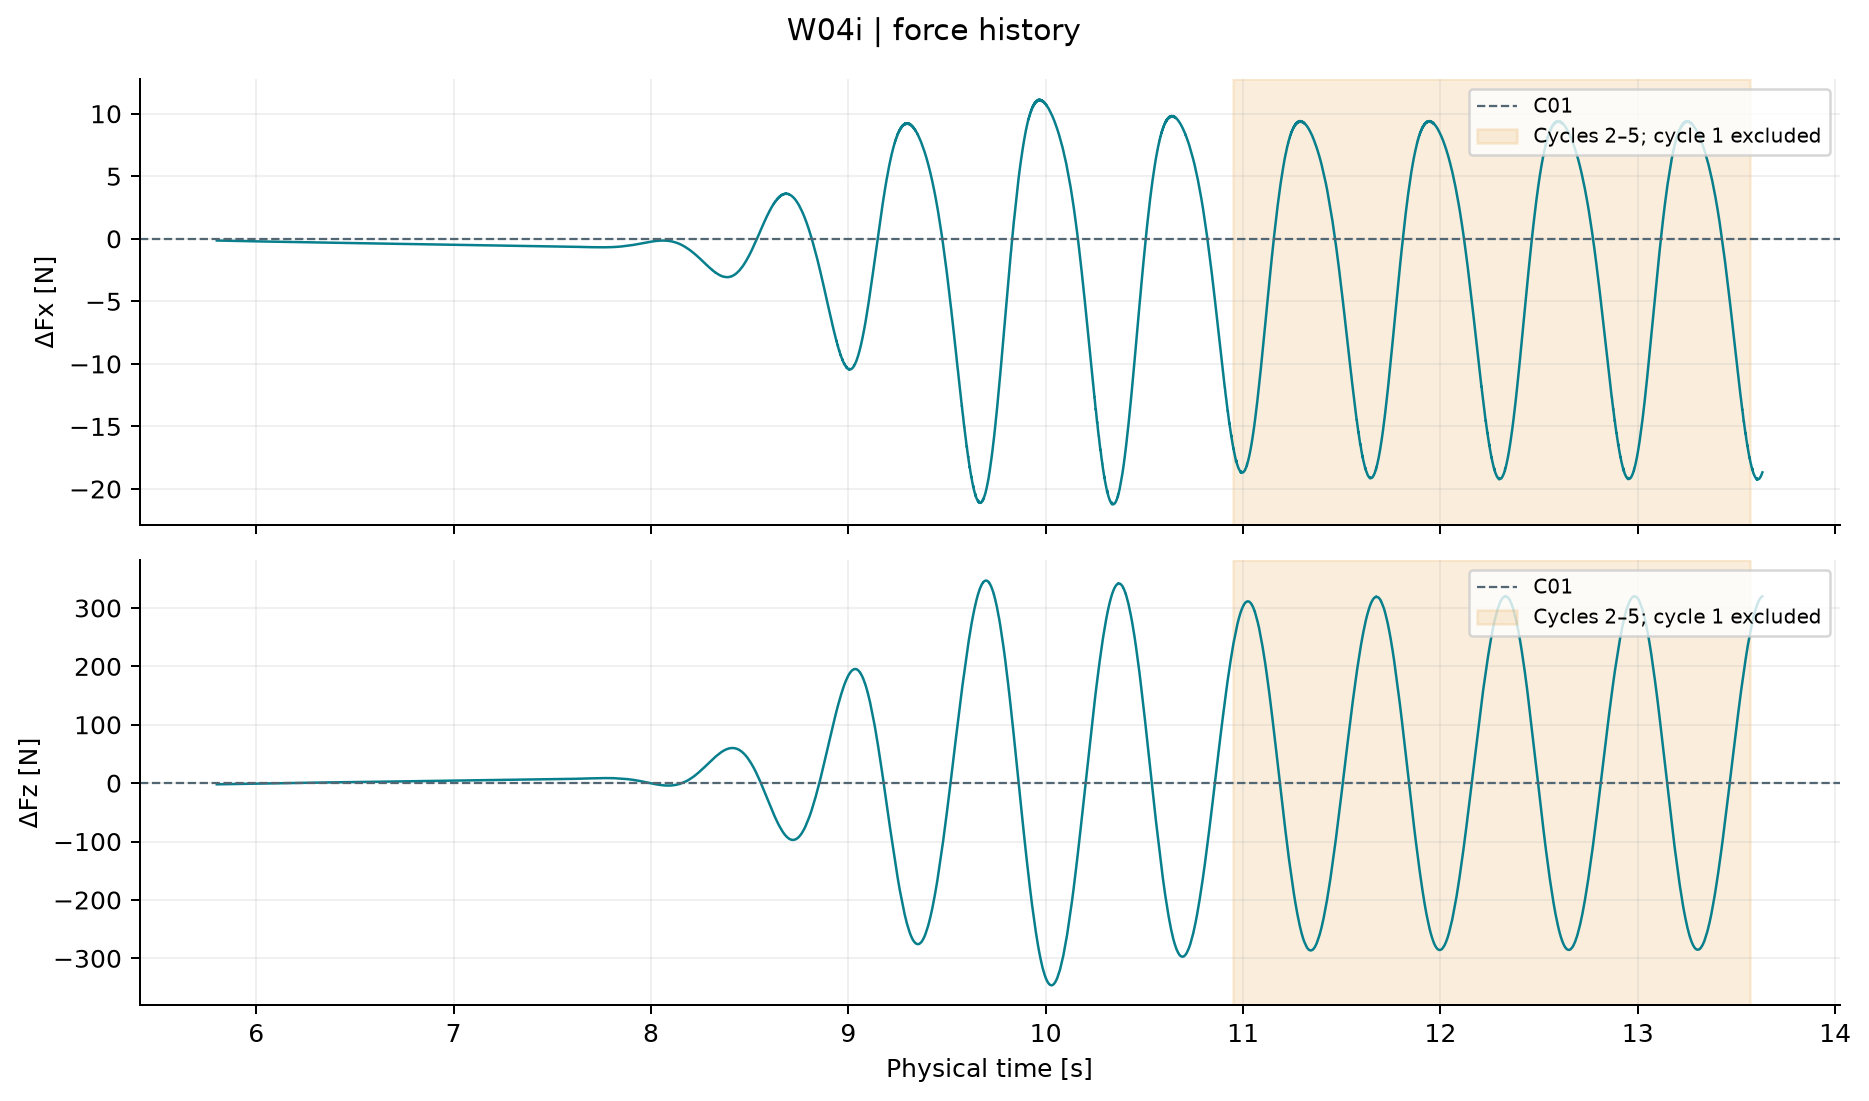 W04i | force history
10
5
0
−5
−10
−15
−20
ΔFx [N]
C01
Cycles 2–5; cycle 1 excluded
300
200
100
0
−100
−200
−300
ΔFz [N]
C01
Cycles 2–5; cycle 1 excluded
6 7 8 9 10 11 12 13 14
Physical time [s]